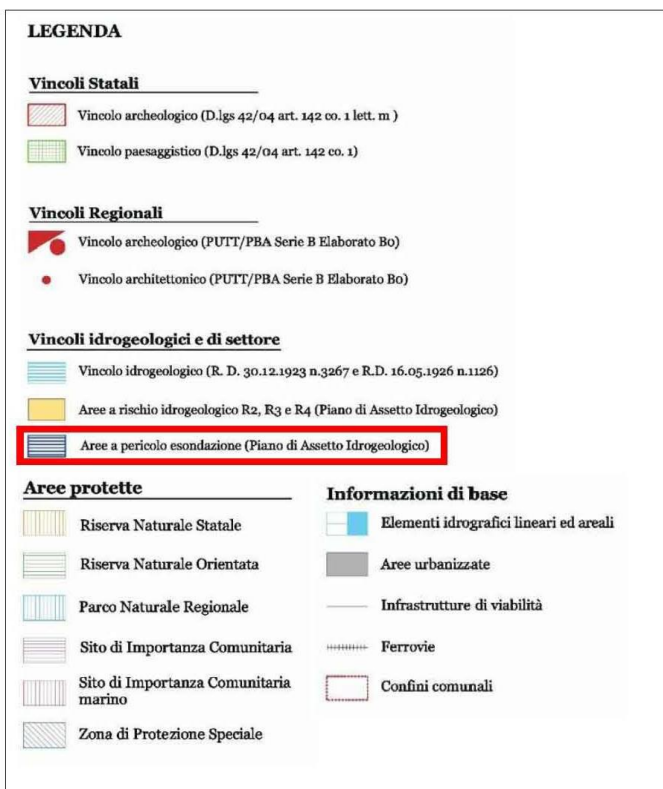 LEGENDA
Vincoli Statali
Vincolo archeologico (D.lgs 42/04 art. 142 co. 1 lett. m )
Vincolo paesaggistico (D.lgs 42/04 art. 142 co. 1)
Vincoli Regionali
Vincolo archeologico (PUTT/PBA Serie B Elaborato B0)
Vincolo architettonico (PUTT/PBA Serie B Elaborato B0)
Vincoli idrogeologici e di settore
Vincolo idrogeologico (R. D. 30.12.1923 n.3267 e R.D. 16.05.1926 n.1126)
Aree a rischio idrogeologico R2, R3 e R4 (Piano di Assetto Idrogeologico)
Aree a pericolo esondazione (Piano di Assetto Idrogeologico)
Aree protette
Riserva Naturale Statale
Riserva Naturale Orientata
Parco Naturale Regionale
Sito di Importanza Comunitaria
Sito di Importanza Comunitaria
marino
Zona di Protezione Speciale
Informazioni di base
Elementi idrografici lineari ed areali
Aree urbanizzate
Infrastrutture di viabilità
Ferrovie
Confini comunali